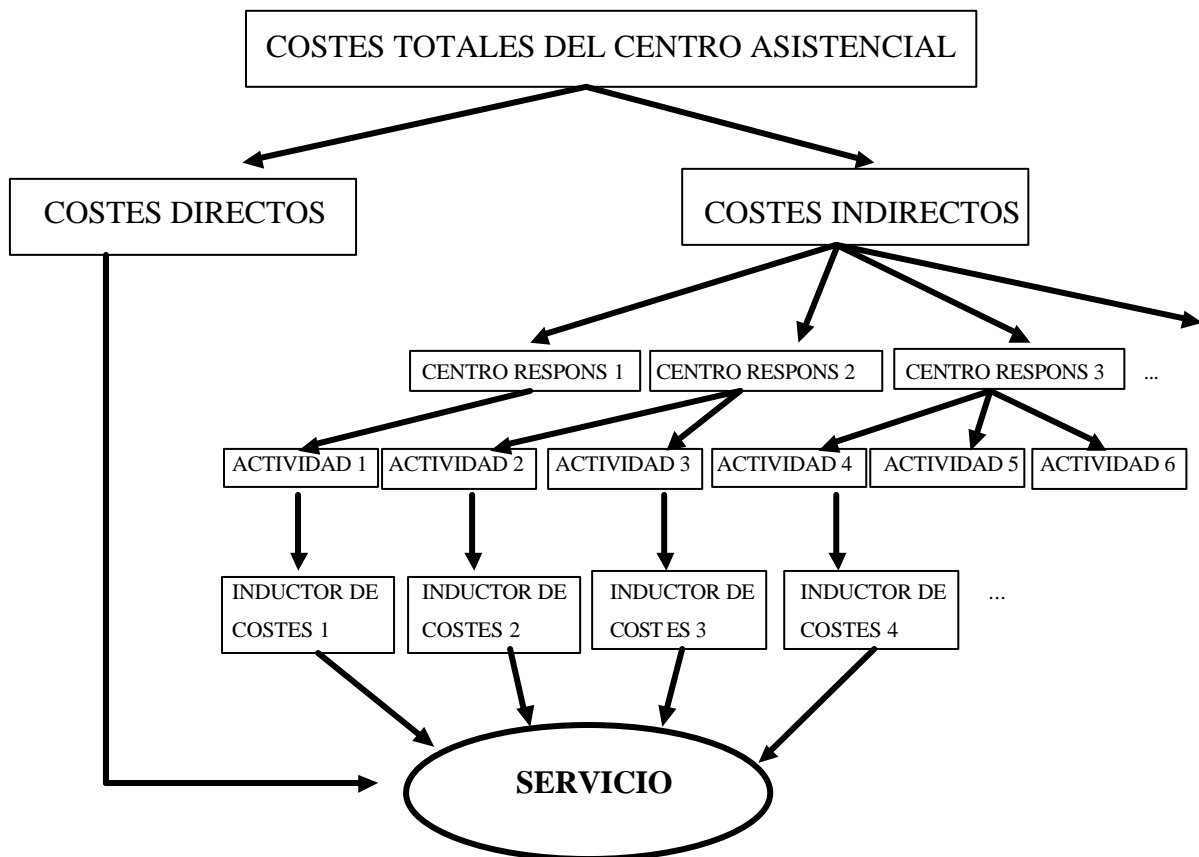 COSTES TOTALES DEL CENTRO ASISTENCIAL
COSTES DIRECTOS
COSTES INDIRECTOS
CENTRO RESPONS 1
CENTRO RESPONS 2
CENTRO RESPONS 3
...
ACTIVIDAD 1
ACTIVIDAD 2
ACTIVIDAD 3
ACTIVIDAD 4
ACTIVIDAD 5
ACTIVIDAD 6
INDUCTOR DE
COSTES 1
INDUCTOR DE
COSTES 2
INDUCTOR DE
COSTES 3
INDUCTOR DE
COSTES 4
...
SERVICIO